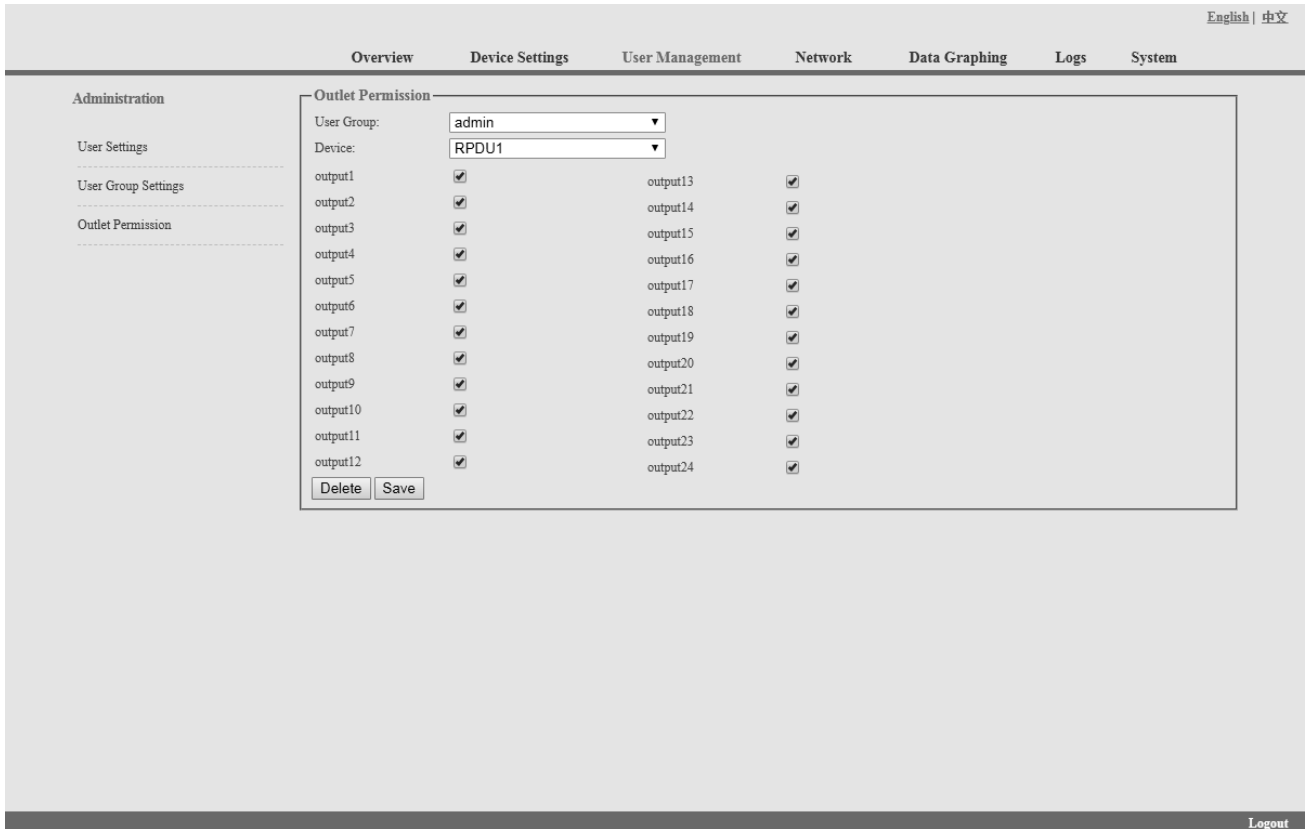 English | 中文
Overview Device Settings User Management Network Data Graphing Logs System
Administration
User Settings
User Group Settings
Outlet Permission
Outlet Permission
User Group: admin
Device: RPDU1
output1 output13
output2 output14
output3 output15
output4 output16
output5 output17
output6 output18
output7 output19
output8 output20
output9 output21
output10 output22
output11 output23
output12 output24
Delete Save
Logout